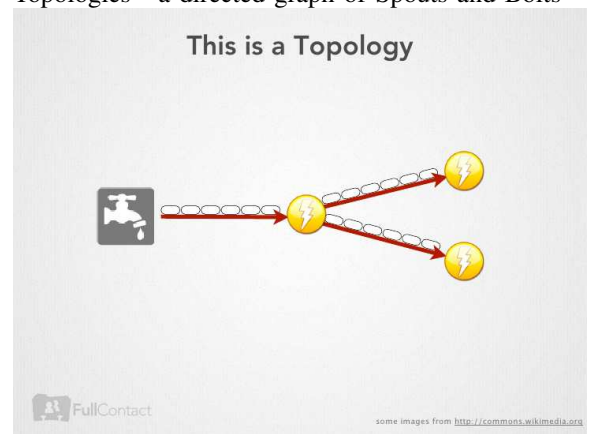 Topologies - a directed graph of Spouts and Bolts
This is a Topology
FullContact
some images from http://commons.wikimedia.org